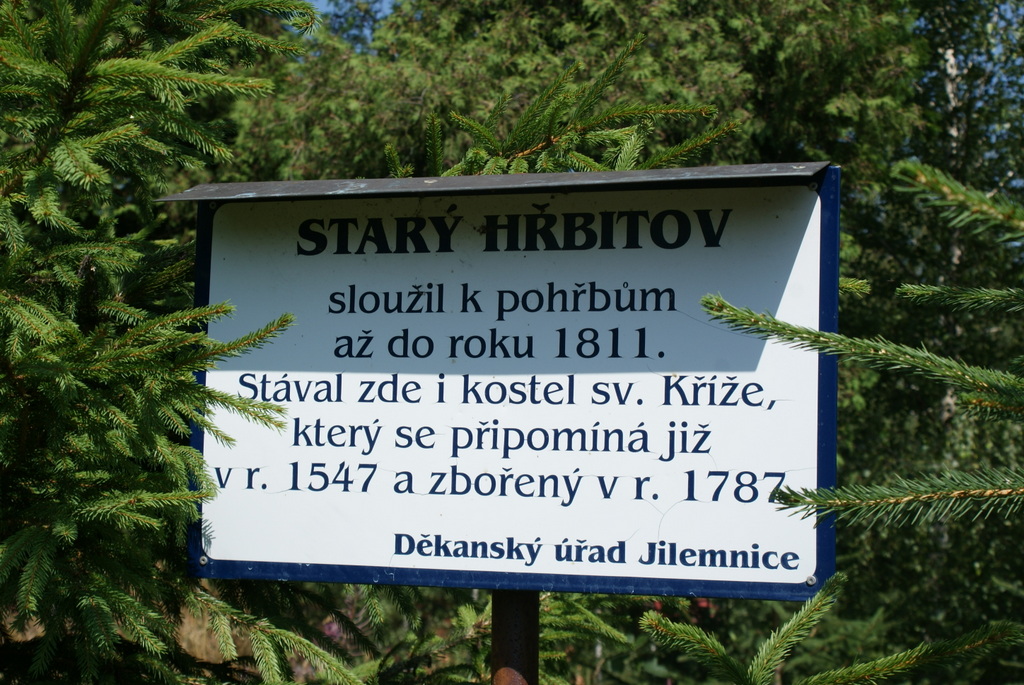 STARÝ HŘBITOV
sloužil k pohřbům
až do roku 1811.
Stával zde i kostel sv. Kříže,
který se připomíná již
v r. 1547 a zbořený v r. 1787
Děkanský úřad Jilemnice